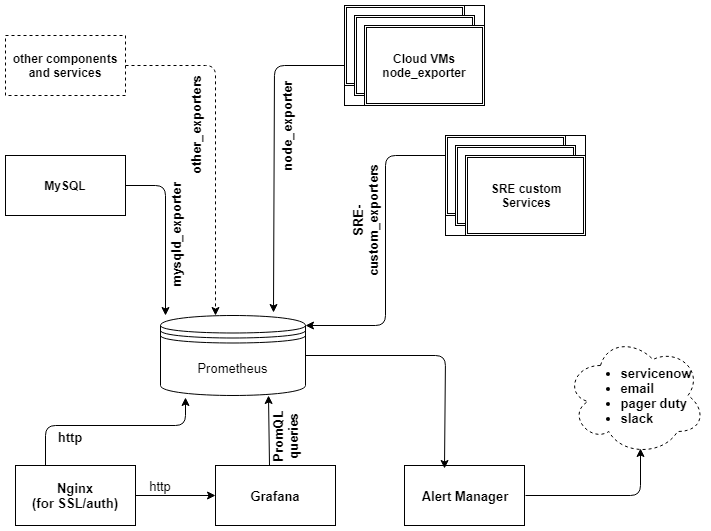 other components
and services
Cloud VMs
node_exporter
MySQL
mysqld_exporter
other_exporters
node_exporter
SRE-
custom_exporters
SRE custom
Services
Prometheus
servicenow
email
pager duty
slack
http
PromQL
queries
Nginx
(for SSL/auth)
http
Grafana
Alert Manager